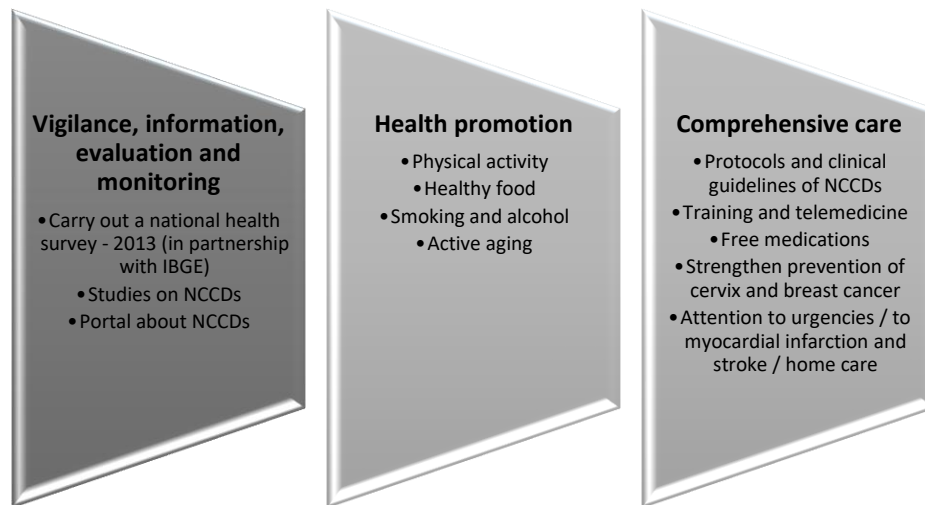 Vigilance, information,
evaluation and
monitoring
•Carry out a national health
survey - 2013 (in partnership
with IBGE)
•Studies on NCCDs
•Portal about NCCDs
Health promotion
•Physical activity
•Healthy food
•Smoking and alcohol
•Active aging
Comprehensive care
•Protocols and clinical
guidelines of NCCDs
•Training and telemedicine
•Free medications
•Strengthen prevention of
cervix and breast cancer
•Attention to urgencies / to
myocardial infarction and
stroke / home care